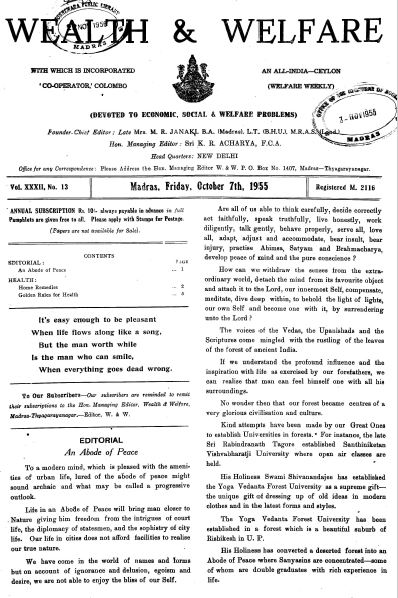 WEALTH & WELFARE
WITH WHICH IS INCORPORATED
'CO-OPERATOR,' COLOMBO
AN ALL-INDIA—CEYLON
(WELFARE WEEKLY)
(DEVOTED TO ECONOMIC, SOCIAL & WELFARE PROBLEMS)
Founder-Chief Editor: Late Mrs. M. R. JANAKI, B.A. (Madras). L.T., (B.H.U.), M.R.A.S. (Lond.)
Hon. Managing Editor: Sri K. R. ACHARYA, F.C.A.
Head Quarters: NEW DELHI
Office for any Correspondence: Please Address the Hon. Managing Editor W. & W. P. O. Box No. 1407, Madras—Thyagarayanagar.
Vol. XXXII, No. 13
Madras, Friday, October 7th, 1955
Registered M. 2116
ANNUAL SUBSCRIPTION Rs. 10/- always payable in advance in full
Pamphlets are given free to all. Please apply with Stamps for Postage.
(Papers are not available for Sale).
CONTENTS
PAGE
EDITORIAL:
An Abode of Peace ... 1
HEALTH:
Home Remedies ... 2
Golden Rules for Health ... 3
It's easy enough to be pleasant
When life flows along like a song,
But the man worth while
Is the man who can smile,
When everything goes dead wrong.
To Our Subscribers—Our subscribers are reminded to remit
their subscriptions to the Hon. Managing Editor, Wealth & Welfare,
Madras-Thyagarayanagar.—Editor, W. & W.
EDITORIAL
An Abode of Peace
To a modern mind, which is pleased with the ameni-
ties of urban life, lured of the abode of peace might
sound archaic and what may be called a progressive
outlook.
Life in an Abode of Peace will bring man closer to
Nature giving him freedom from the intrigues of court
life, the diplomacy of statesmen, and the sophistry of city
life. Our life in cities does not afford facilities to realise
our true nature.
We have come in the world of names and forms
but on account of ignorance and delusion, egoism and
desire, we are not able to enjoy the bliss of our Self.
Are all of us able to think carefully, decide correctly
act faithfully, speak truthfully, live honestly, work
diligently, talk gently, behave properly, serve all, love
all, adapt, adjust and accommodate, bear insult, bear
injury, practise Ahimsa, Satyam and Brahmacharya,
develop peace of mind and the pure conscience?
How can we withdraw the senses from the extra-
ordinary world, detach the mind from its favourite object
and attach it to the Lord, our innermost Self, compensate,
meditate, dive deep within, to behold the light of lights,
our own Self and become one with it, by surrendering
unto the Lord?
The voices of the Vedas, the Upanishads and the
Scriptures come mingled with the rustling of the leaves
of the forest of ancient India.
If we understand the profound influence and the
inspiration with life as exercised by our forefathers, we
can realize that man can feel himself one with all his
surroundings.
No wonder then that our forest became centres of a
very glorious civilisation and culture.
Kind attempts have been made by our Great Ones
to establish Universities in forests. For instance, the late
Sri Rabindranath Tagore established Santhiniketan
Vishvabharatji University where open air classes are
held.
His Holiness Swami Shivanandajee has established
the Yoga Vedanta Forest University as a supreme gift—
the unique gift of dressing up of old ideas in modern
clothes and in the latest forms and styles.
The Yoga Vedanta Forest University has been
established in a forest which is a beautiful suburb of
Rishikesh in U. P.
His Holiness has converted a deserted forest into an
Abode of Peace where Sanyasins are concentrated—some
of whom are double graduates with rich experience in
life.